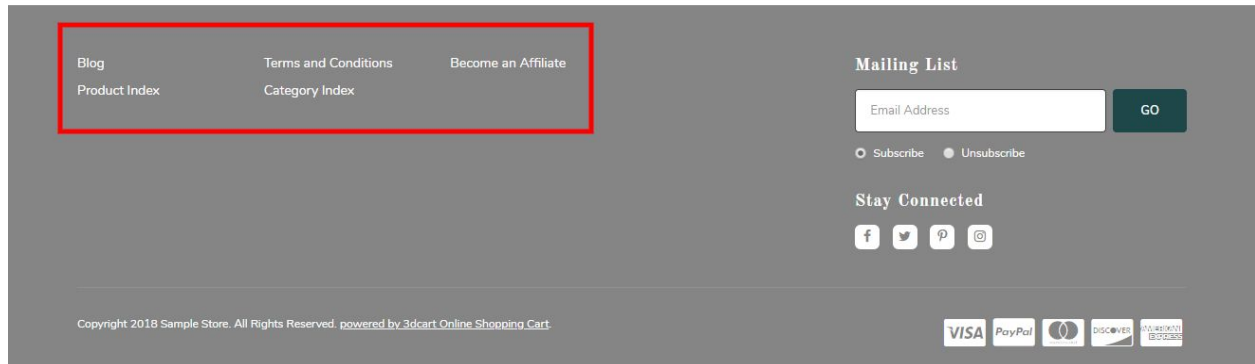 Blog
Terms and Conditions
Become an Affiliate
Product Index
Category Index
Mailing List
Email Address
GO
Subscribe
Unsubscribe
Stay Connected
Copyright 2018 Sample Store. All Rights Reserved. powered by 3dcart Online Shopping Cart.
VISA
PayPal
DISCOVER
AMERICAN
EXPRESS